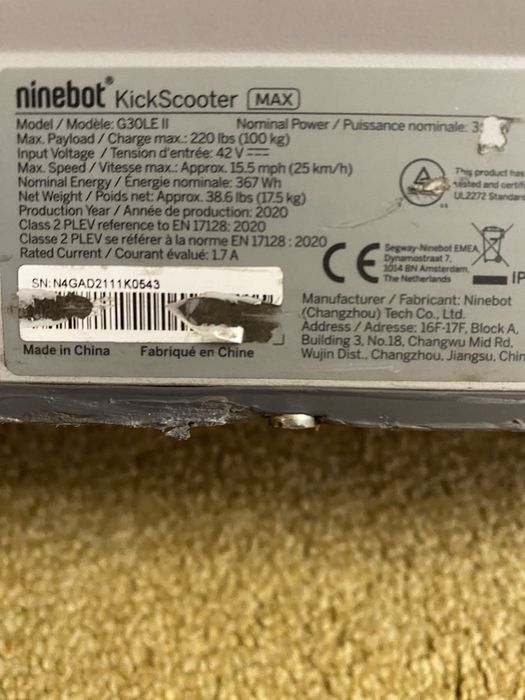 ninebot® KickScooter MAX
Model / Modèle: G30LE II
Nominal Power / Puissance nominale:
Max. Payload / Charge max.: 220 lbs (100 kg)
Input Voltage / Tension d'entrée: 42 V
Max. Speed / Vitesse max.: Approx. 15.5 mph (25 km/h)
Nominal Energy / Énergie nominale: 367 Wh
Net Weight / Poids net: Approx. 38.6 lbs (17.5 kg)
Production Year / Année de production: 2020
Class 2 PLEV reference to EN 17128: 2020
Classe 2 PLEV se référer à la norme EN 17128 : 2020
Rated Current / Courant évalué: 1.7 A
This product has
tested and certifi
UL2272 Standard
CE
Segway-Ninebot EMEA
Dynamostraat 7,
1014 BN Amsterdam,
The Netherlands
IP
SN: N4GAD2111K0543
Made in China
Fabriqué en Chine
Manufacturer / Fabricant: Ninebot
(Changzhou) Tech Co., Ltd.
Address / Adresse: 16F-17F, Block A,
Building 3, No.18, Changwu Mid Rd,
Wujin Dist., Changzhou, Jiangsu, Chin